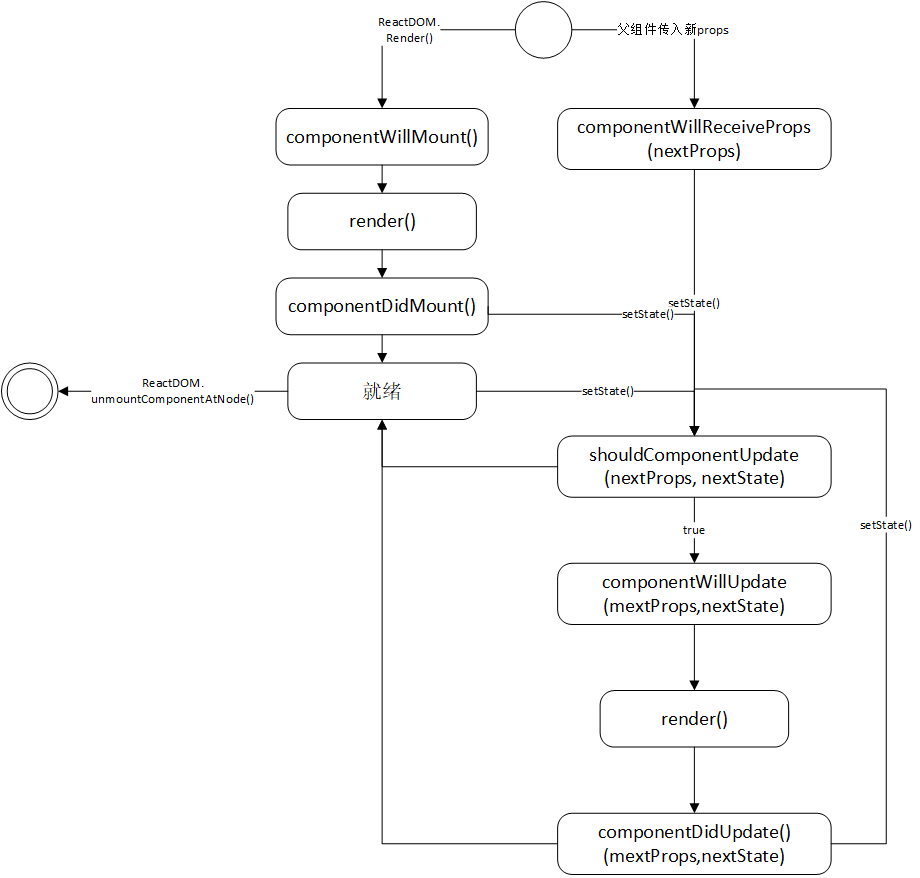 ReactDOM.
Render()
父组件传入新props
componentWillMount()
componentWillReceiveProps
(nextProps)
render()
componentDidMount()
setState()
setState()
ReactDOM.
unmountComponentAtNode()
就绪
setState()
shouldComponentUpdate
(nextProps, nextState)
true
setState()
componentWillUpdate
(mextProps,nextState)
render()
componentDidUpdate()
(mextProps,nextState)